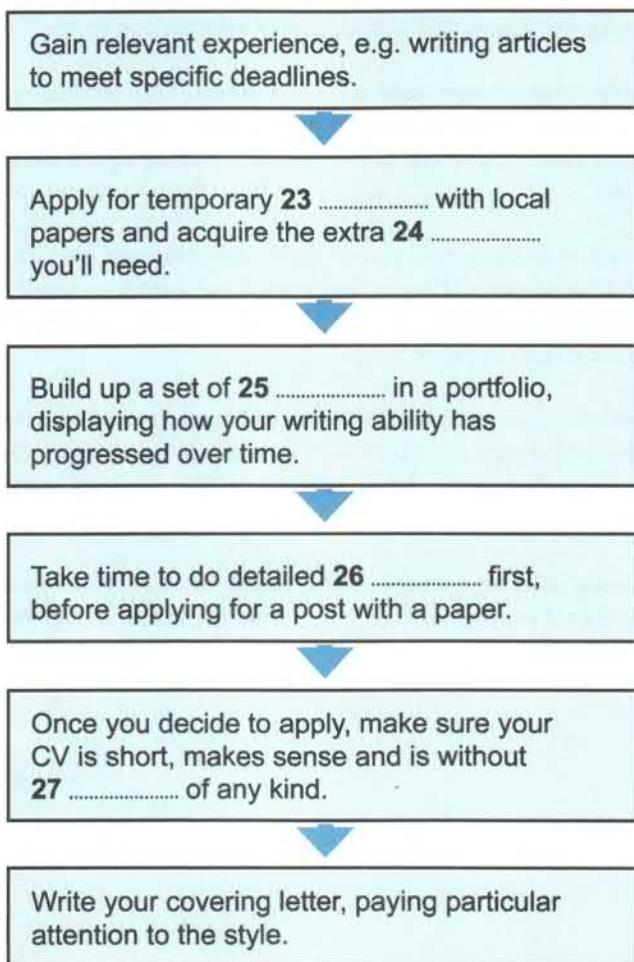 Gain relevant experience, e.g. writing articles
to meet specific deadlines.
Apply for temporary 23 .................... with local
papers and acquire the extra 24 ....................
you'll need.
Build up a set of 25 .................... in a portfolio,
displaying how your writing ability has
progressed over time.
Take time to do detailed 26 .................... first,
before applying for a post with a paper.
Once you decide to apply, make sure your
CV is short, makes sense and is without
27 .................... of any kind.
Write your covering letter, paying particular
attention to the style.